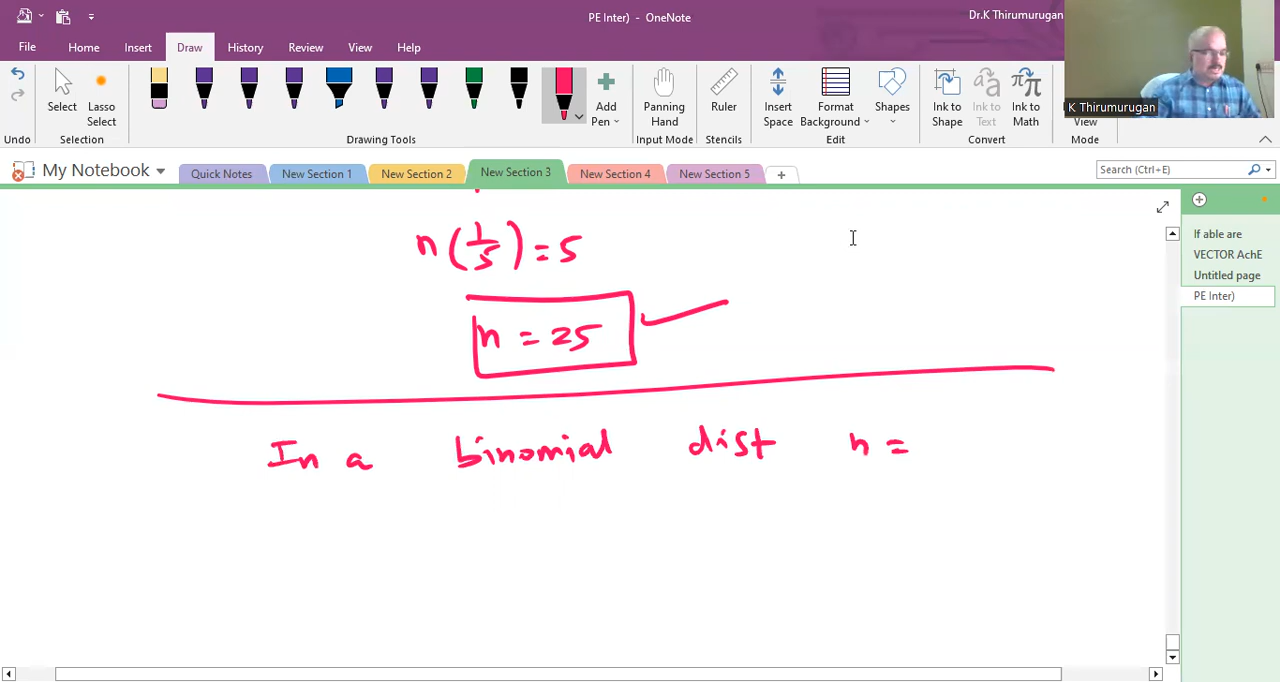 PE Inter) - OneNote
Dr.K Thirumurugan
File Home Insert Draw History Review View Help
Undo
Select
Lasso Select
Add Pen
Panning Hand
Ruler
Insert Space
Format Background
Shapes
Ink to Shape
Ink to Text
Ink to Math
View
K Thirumurugan
Selection Drawing Tools Input Mode Stencils Edit Convert Mode
My Notebook Quick Notes New Section 1 New Section 2 New Section 3 New Section 4 New Section 5 Search (Ctrl+E)
If able are
VECTOR AchE
Untitled page
PE Inter)
n(1/5) = 5
n = 25
In a binomial dist n =